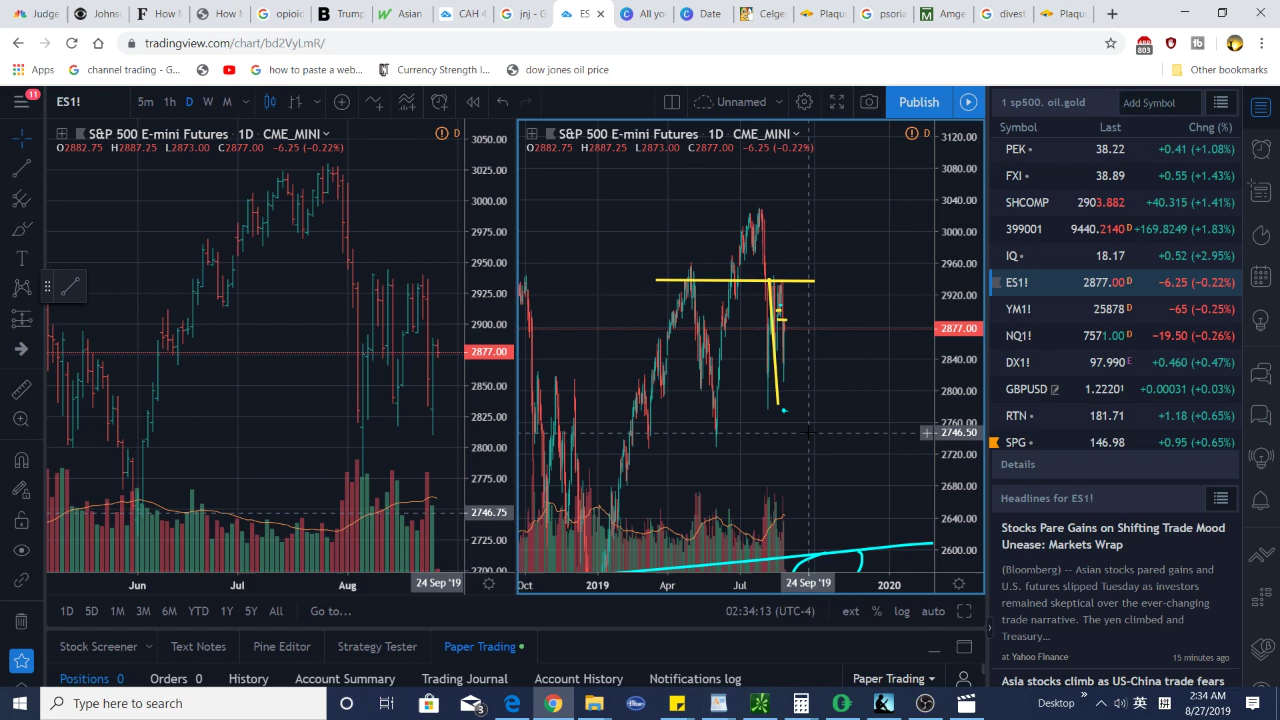 Johns
How M
How M
opioid
Trump
Asian
CAH 4
jnj - G
ES
All yo
Date
Celge
Plaqu
psoria
Amge
divest
Plaque
tradingview.com/chart/bd2VyLmR/
803
Apps
channel trading - G...
how to paste a web...
Currency Strength I...
dow jones oil price
Other bookmarks
11
ES1!
5m 1h D W M
Unnamed
Publish
1 sp500. oil.gold
Add Symbol
S&P 500 E-mini Futures • 1D • CME_MINI
D
O2882.75 H2887.25 L2873.00 C2877.00 -6.25 (-0.22%)
3050.00
3025.00
3000.00
2975.00
2950.00
2925.00
2900.00
2877.00
2850.00
2825.00
2800.00
2775.00
2746.75
2725.00
2700.00
Jun
Jul
Aug
24 Sep '19
S&P 500 E-mini Futures • 1D • CME_MINI
D
O2882.75 H2887.25 L2873.00 C2877.00 -6.25 (-0.22%)
3120.00
3080.00
3040.00
3000.00
2960.00
2920.00
2877.00
2840.00
2800.00
2760.00
2746.50
2720.00
2680.00
2640.00
2600.00
Oct
2019
Apr
Jul
24 Sep '19
2020
Symbol Last Chng (%)
PEK 38.22 +0.41 (+1.08%)
FXI 38.89 +0.55 (+1.43%)
SHCOMP 2903.882 +40.315 (+1.41%)
399001 9440.2140 D +169.8249 (+1.83%)
IQ 18.17 +0.52 (+2.95%)
ES1! 2877.00 D -6.25 (-0.22%)
YM1! 25878 D -65 (-0.25%)
NQ1! 7571.00 D -19.50 (-0.26%)
DX1! 97.990 E +0.460 (+0.47%)
GBPUSD 1.22201 +0.00031 (+0.03%)
RTN 181.71 +1.18 (+0.65%)
SPG 146.98 +0.95 (+0.65%)
Details
Headlines for ES1!
Stocks Pare Gains on Shifting Trade Mood
Unease: Markets Wrap
(Bloomberg) -- Asian stocks pared gains
and U.S. futures slipped Tuesday as investors
remained skeptical over the ever-changing
trade narrative. The yen climbed and
Treasury...
at Yahoo Finance
15 minutes ago
Asia stocks climb as US-China trade fears
1D 5D 1M 3M 6M YTD 1Y 5Y All Go to...
02:34:13 (UTC-4) ext % log auto
Stock Screener
Text Notes
Pine Editor
Strategy Tester
Paper Trading
Positions 0
Orders 0
History
Account Summary
Trading Journal
Account History
Notifications log
Paper Trading
Type here to search
3
Desktop
英
拼
2:34 AM
8/27/2019